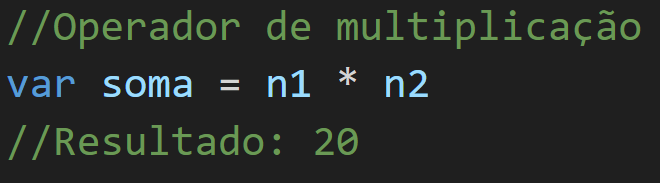 //Operador de multiplicação
var soma = n1 * n2
//Resultado: 20